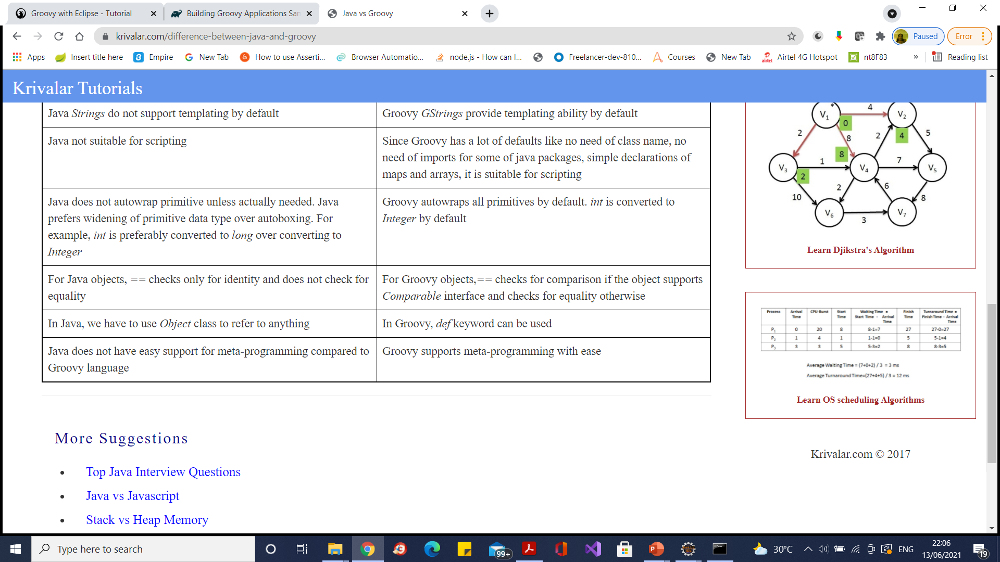 Groovy with Eclipse - Tutorial
Building Groovy Applications San
Java vs Groovy
krivalar.com/difference-between-java-and-groovy
Paused
Error
Apps
Insert title here
Empire
New Tab
How to use Asserti...
Browser Automatio...
node.js - How can I...
Freelancer-dev-810...
Courses
New Tab
Airtel 4G Hotspot
nt8F83
»
Reading list
Krivalar Tutorials
Java Strings do not support templating by default
Groovy GStrings provide templating ability by default
Java not suitable for scripting
Since Groovy has a lot of defaults like no need of class name, no
need of imports for some of java packages, simple declarations of
maps and arrays, it is suitable for scripting
Java does not autowrap primitive unless actually needed. Java
prefers widening of primitive data type over autoboxing. For
example, int is preferably converted to long over converting to
Integer
Groovy autowraps all primitives by default. int is converted to
Integer by default
For Java objects, == checks only for identity and does not check for
equality
For Groovy objects,== checks for comparison if the object supports
Comparable interface and checks for equality otherwise
In Java, we have to use Object class to refer to anything
In Groovy, def keyword can be used
Java does not have easy support for meta-programming compared to
Groovy language
Groovy supports meta-programming with ease
More Suggestions
• Top Java Interview Questions
• Java vs Javascript
• Stack vs Heap Memory
V1 * 4 V2
0
2 8 2 4 5
8
V3 1 V4 7 V5
2
10 2 6 8
V6 3 V7
Learn Djikstra's Algorithm
Process Arrival Time CPU-Burst Start Time Waiting Time = Start Time - Arrival Time Finish Time Turnaround Time = Finish Time - Arrival Time
P1 0 20 8 8-1=7 27 27-0=27
P2 1 4 1 1-1=0 5 5-1=4
P3 3 3 5 5-3=2 8 8-3=5
Average Waiting Time = (7+0+2) / 3 = 3 ms
Average Turnaround Time=(27+4+5) / 3 = 12 ms
Learn OS scheduling Algorithms
Krivalar.com © 2017
Type here to search
99+
30°C
ENG
22:06
13/06/2021
19